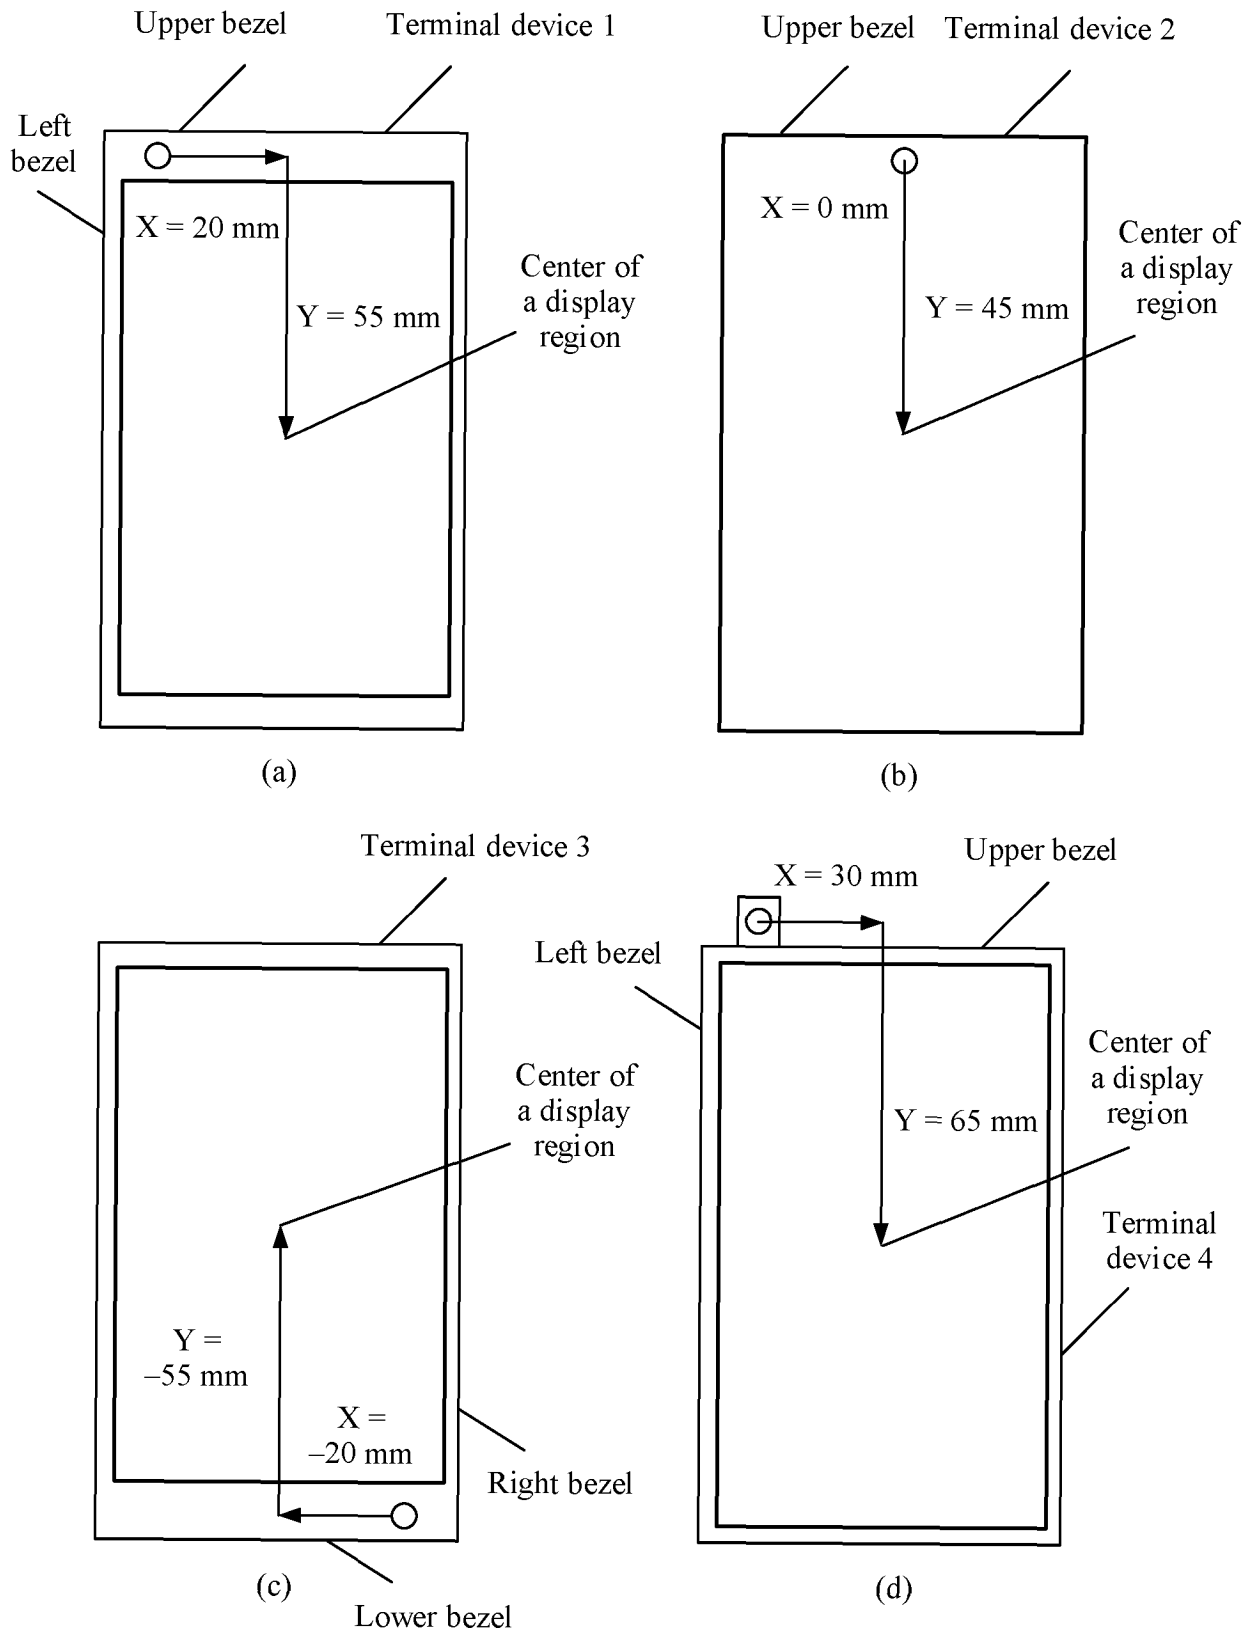 Upper bezel
Terminal device 1
Left
bezel
X = 20 mm
Center of
a display
region
Y = 55 mm
(a)
Upper bezel
Terminal device 2
X = 0 mm
Center of
a display
region
Y = 45 mm
(b)
Terminal device 3
Center of
a display
region
Y =
–55 mm
X =
–20 mm
Right bezel
(c)
Lower bezel
Upper bezel
X = 30 mm
Left bezel
Center of
a display
region
Y = 65 mm
Terminal
device 4
(d)